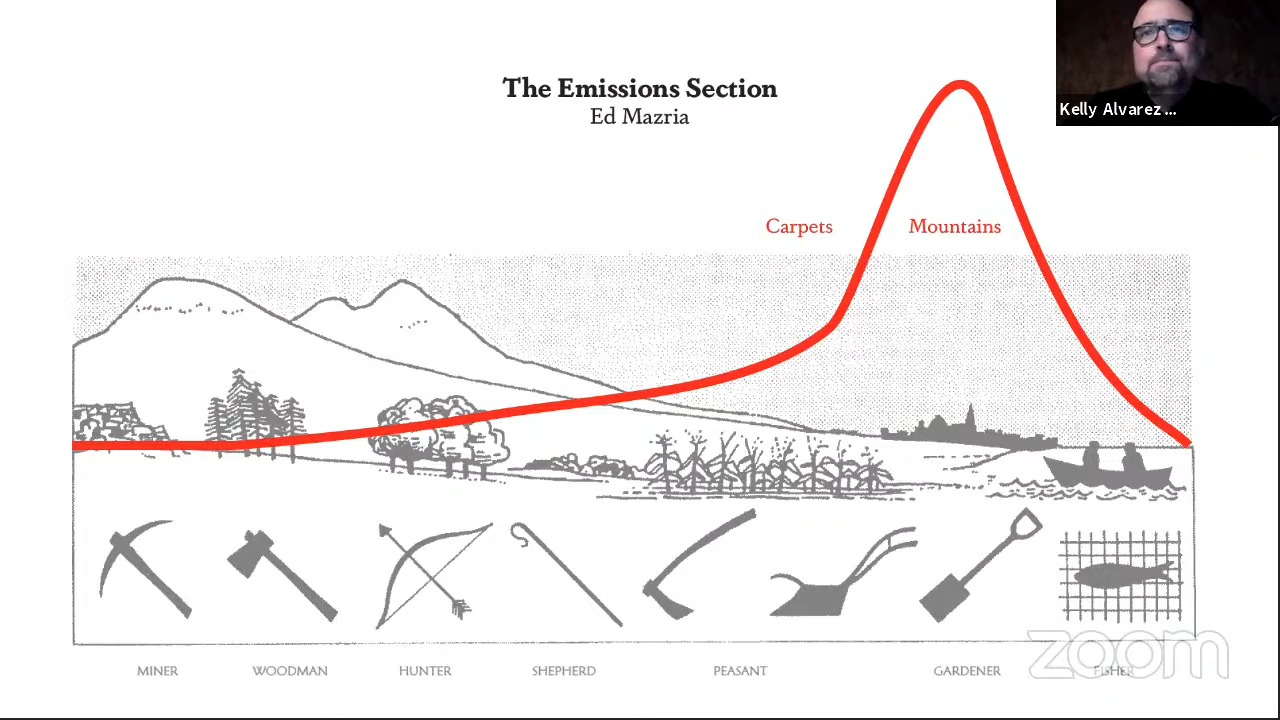 The Emissions Section
Ed Mazria
Kelly Alvarez ...
Carpets
Mountains
MINER
WOODMAN
HUNTER
SHEPHERD
PEASANT
GARDENER
FISHER
zoom